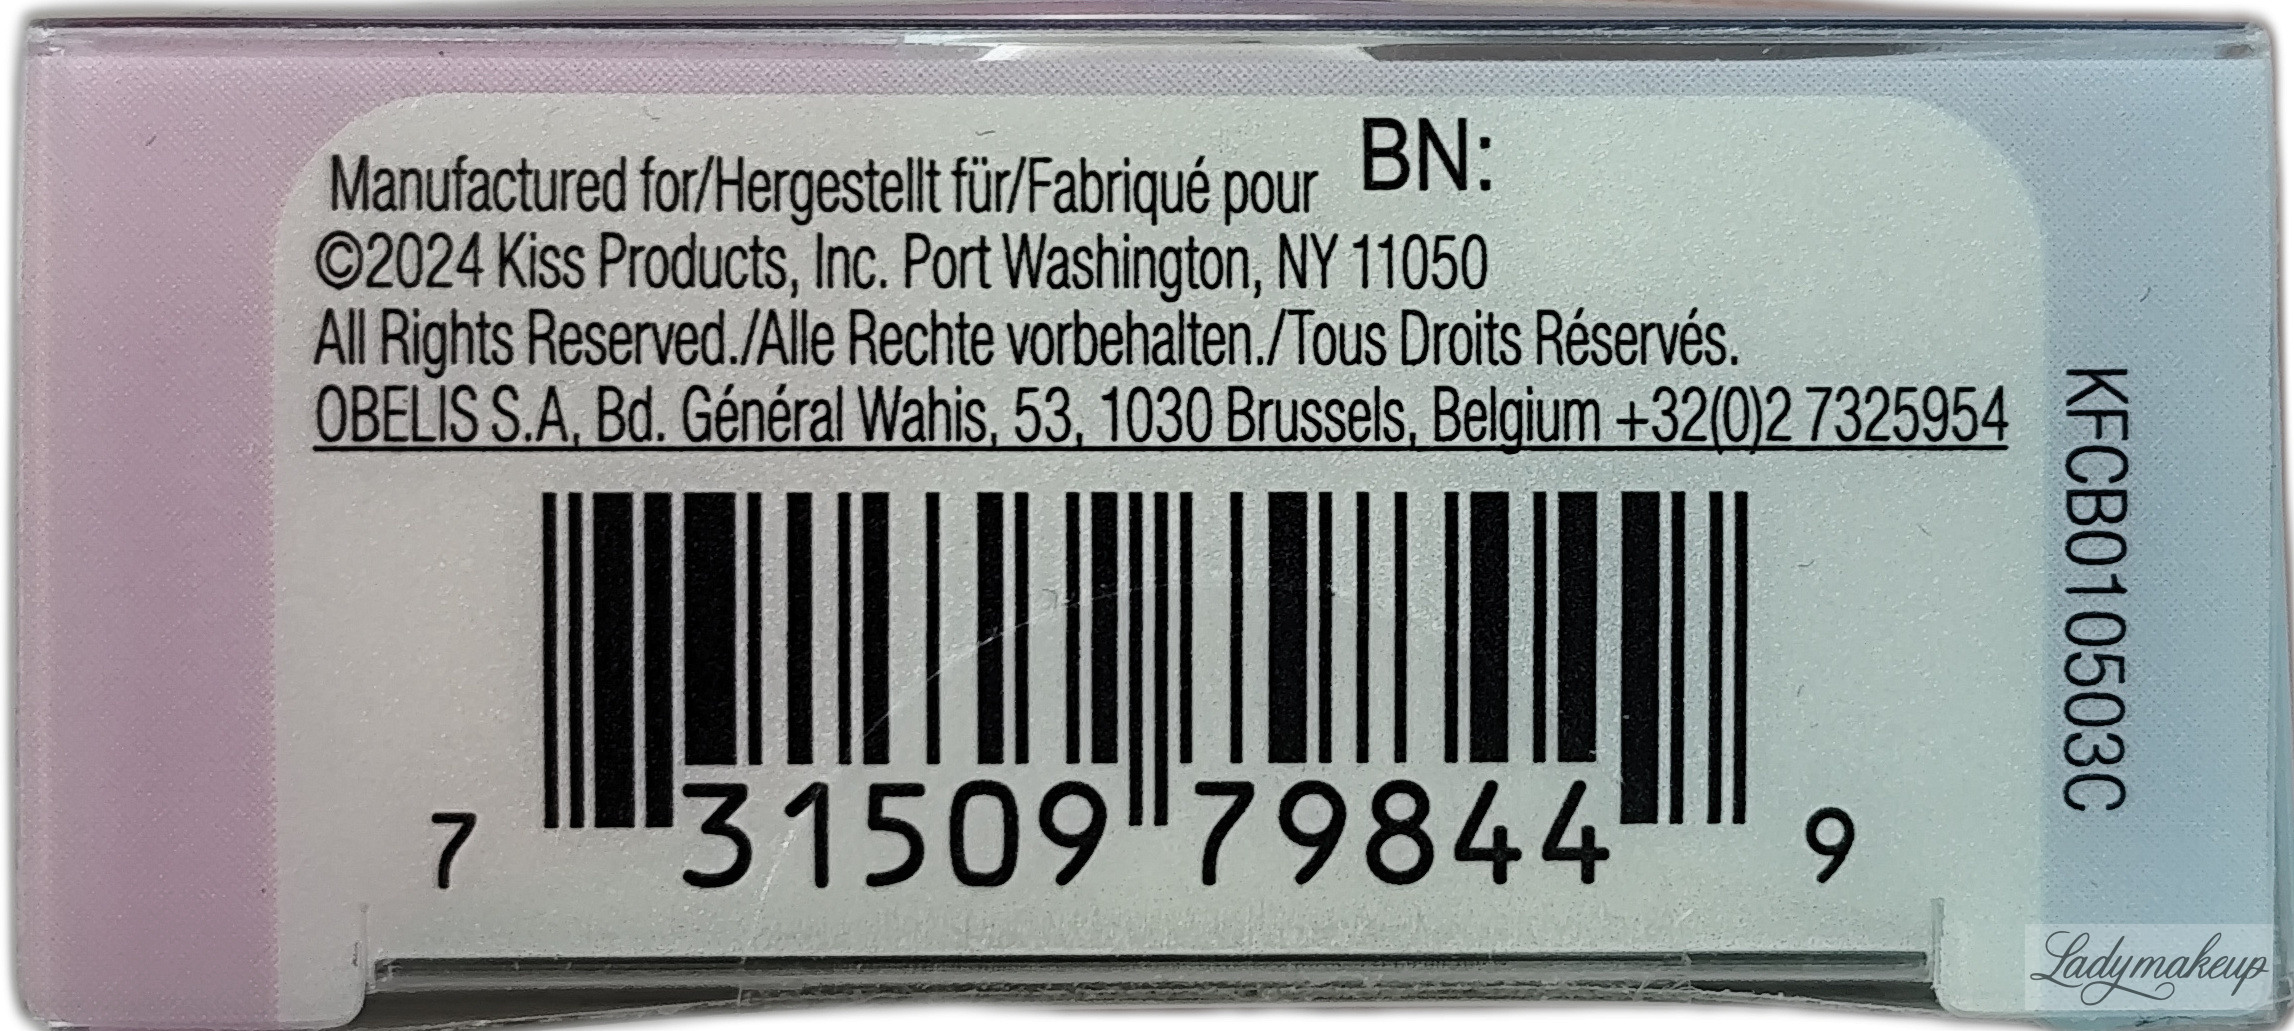 Manufactured for/Hergestellt für/Fabriqué pour BN:
©2024 Kiss Products, Inc. Port Washington, NY 11050
All Rights Reserved./Alle Rechte vorbehalten./Tous Droits Réservés.
OBELIS S.A, Bd. Général Wahis, 53, 1030 Brussels, Belgium +32(0)2 7325954
7 31509 79844 9
KFCB010503C
Ladymakeup